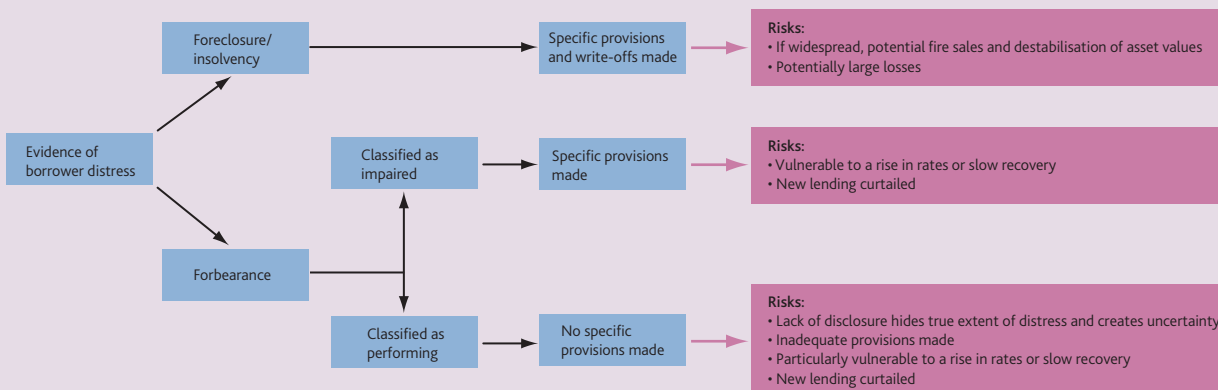 Foreclosure/
insolvency
Specific provisions
and write-offs made
Risks:
• If widespread, potential fire sales and destabilisation of asset values
• Potentially large losses
Evidence of
borrower distress
Classified as
impaired
Specific provisions
made
Risks:
• Vulnerable to a rise in rates or slow recovery
• New lending curtailed
Forbearance
Classified as
performing
No specific
provisions made
Risks:
• Lack of disclosure hides true extent of distress and creates uncertainty
• Inadequate provisions made
• Particularly vulnerable to a rise in rates or slow recovery
• New lending curtailed